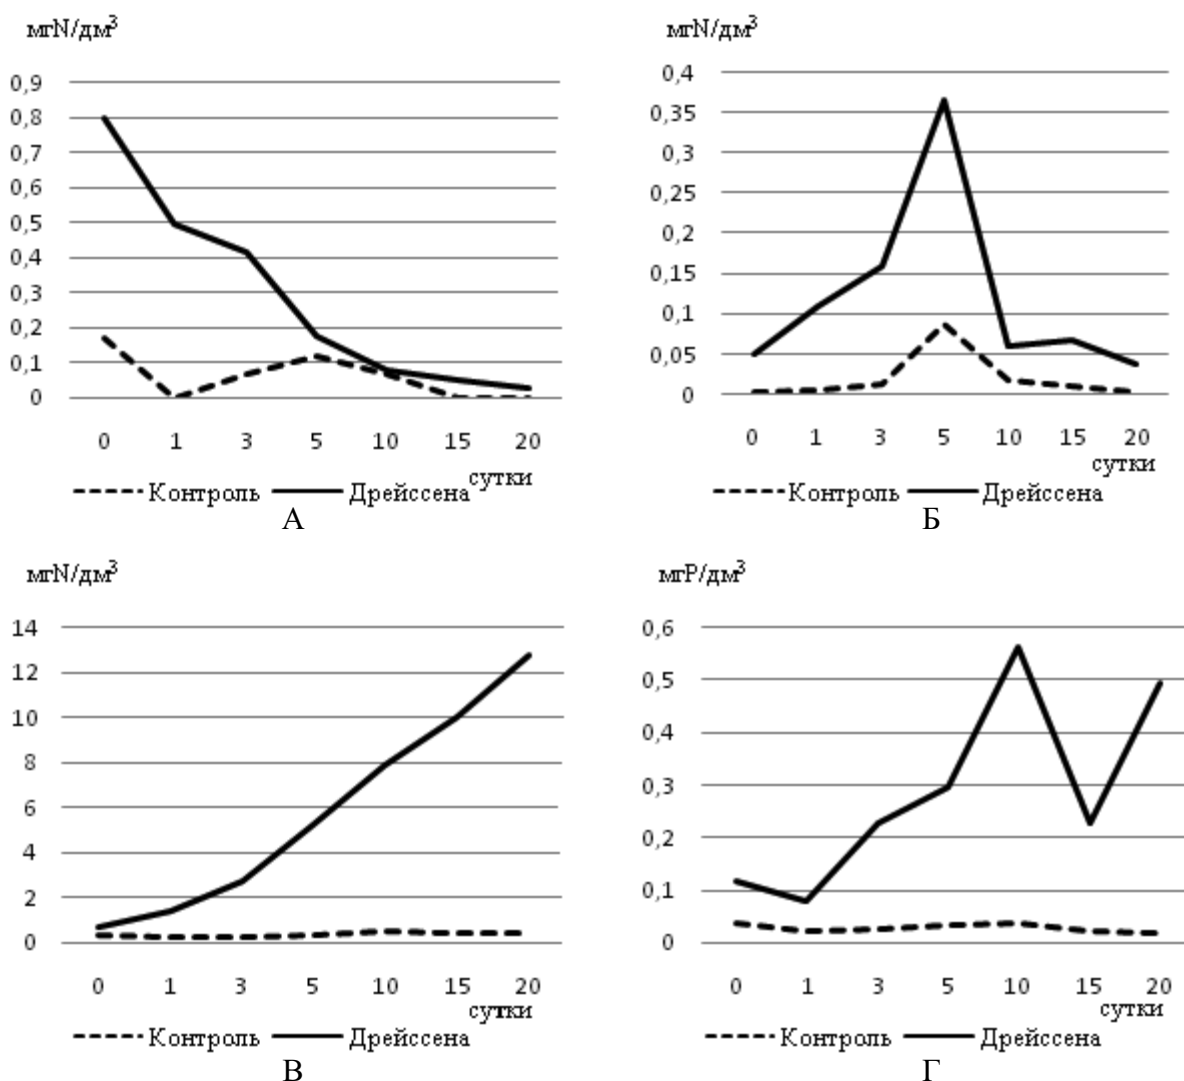 мгN/дм³
0,9
0,8
0,7
0,6
0,5
0,4
0,3
0,2
0,1
0
0 1 3 5 10 15 20
сутки
Контроль Дрейссена
А
мгN/дм³
0,4
0,35
0,3
0,25
0,2
0,15
0,1
0,05
0
0 1 3 5 10 15 20
сутки
Контроль Дрейссена
Б
мгN/дм³
14
12
10
8
6
4
2
0
0 1 3 5 10 15 20
сутки
Контроль Дрейссена
В
мгP/дм³
0,6
0,5
0,4
0,3
0,2
0,1
0
0 1 3 5 10 15 20
сутки
Контроль Дрейссена
Г